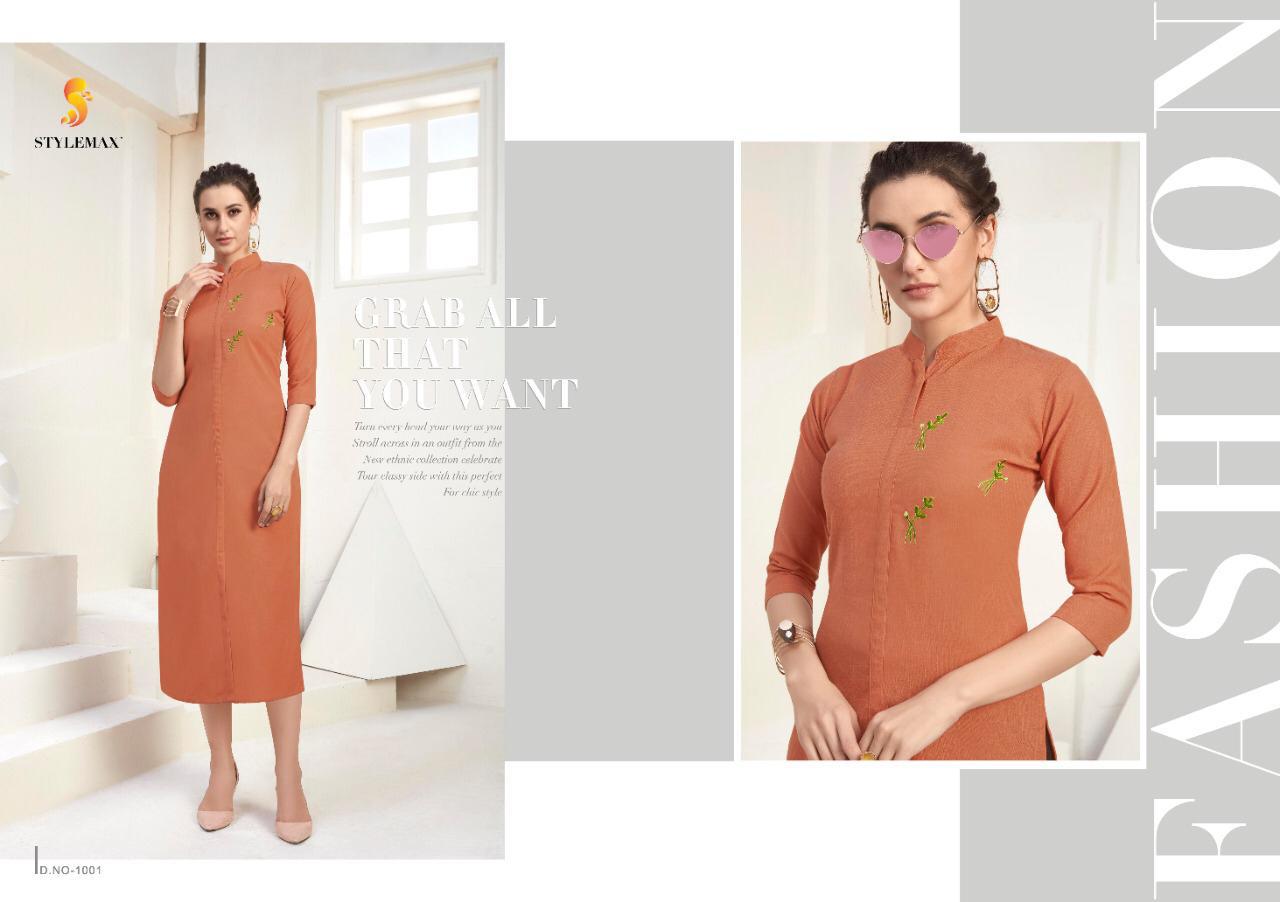 STYLEMAX
GRAB ALL
THAT
YOU WANT
Turn every head your way as you
Stroll across in an outfit from the
New ethnic collection celebrate
Your classy side with this perfect
For chic style
D.NO-1001
FASHION